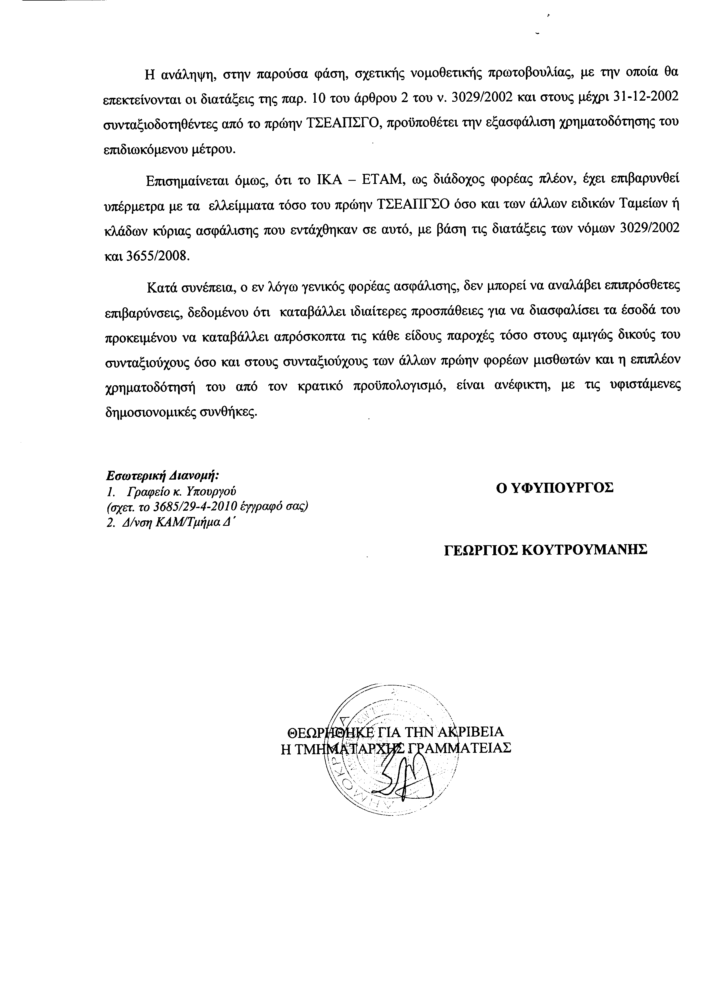 Η ανάληψη, στην παρούσα φάση, σχετικής νομοθετικής πρωτοβουλίας, με την οποία θα
επεκτείνονται οι διατάξεις της παρ. 10 του άρθρου 2 του ν. 3029/2002 και στους μέχρι 31-12-2002
συνταξιοδοτηθέντες από το πρώην ΤΣΕΑΠΣΓΟ, προϋποθέτει την εξασφάλιση χρηματοδότησης του
επιδιωκόμενου μέτρου.
Επισημαίνεται όμως, ότι το ΙΚΑ – ΕΤΑΜ, ως διάδοχος φορέας πλέον, έχει επιβαρυνθεί
υπέρμετρα με τα ελλείμματα τόσο του πρώην ΤΣΕΑΠΓΣΟ όσο και των άλλων ειδικών Ταμείων ή
κλάδων κύριας ασφάλισης που εντάχθηκαν σε αυτό, με βάση τις διατάξεις των νόμων 3029/2002
και 3655/2008.
Κατά συνέπεια, ο εν λόγω γενικός φορέας ασφάλισης, δεν μπορεί να αναλάβει επιπρόσθετες
επιβαρύνσεις, δεδομένου ότι καταβάλλει ιδιαίτερες προσπάθειες για να διασφαλίσει τα έσοδά του
προκειμένου να καταβάλλει απρόσκοπτα τις κάθε είδους παροχές τόσο στους αμιγώς δικούς του
συνταξιούχους όσο και στους συνταξιούχους των άλλων πρώην φορέων μισθωτών και η επιπλέον
χρηματοδότησή του από τον κρατικό προϋπολογισμό, είναι ανέφικτη, με τις υφιστάμενες
δημοσιονομικές συνθήκες.
Εσωτερική Διανομή:
1. Γραφείο κ. Υπουργού
(σχετ. το 3685/29-4-2010 έγγραφό σας)
2. Δ/νση ΚΑΜ/Τμήμα Δ΄
Ο ΥΦΥΠΟΥΡΓΟΣ
ΓΕΩΡΓΙΟΣ ΚΟΥΤΡΟΥΜΑΝΗΣ
ΘΕΩΡΗΘΗΚΕ ΓΙΑ ΤΗΝ ΑΚΡΙΒΕΙΑ
Η ΤΜΗΜΑΤΑΡΧΗΣ ΓΡΑΜΜΑΤΕΙΑΣ